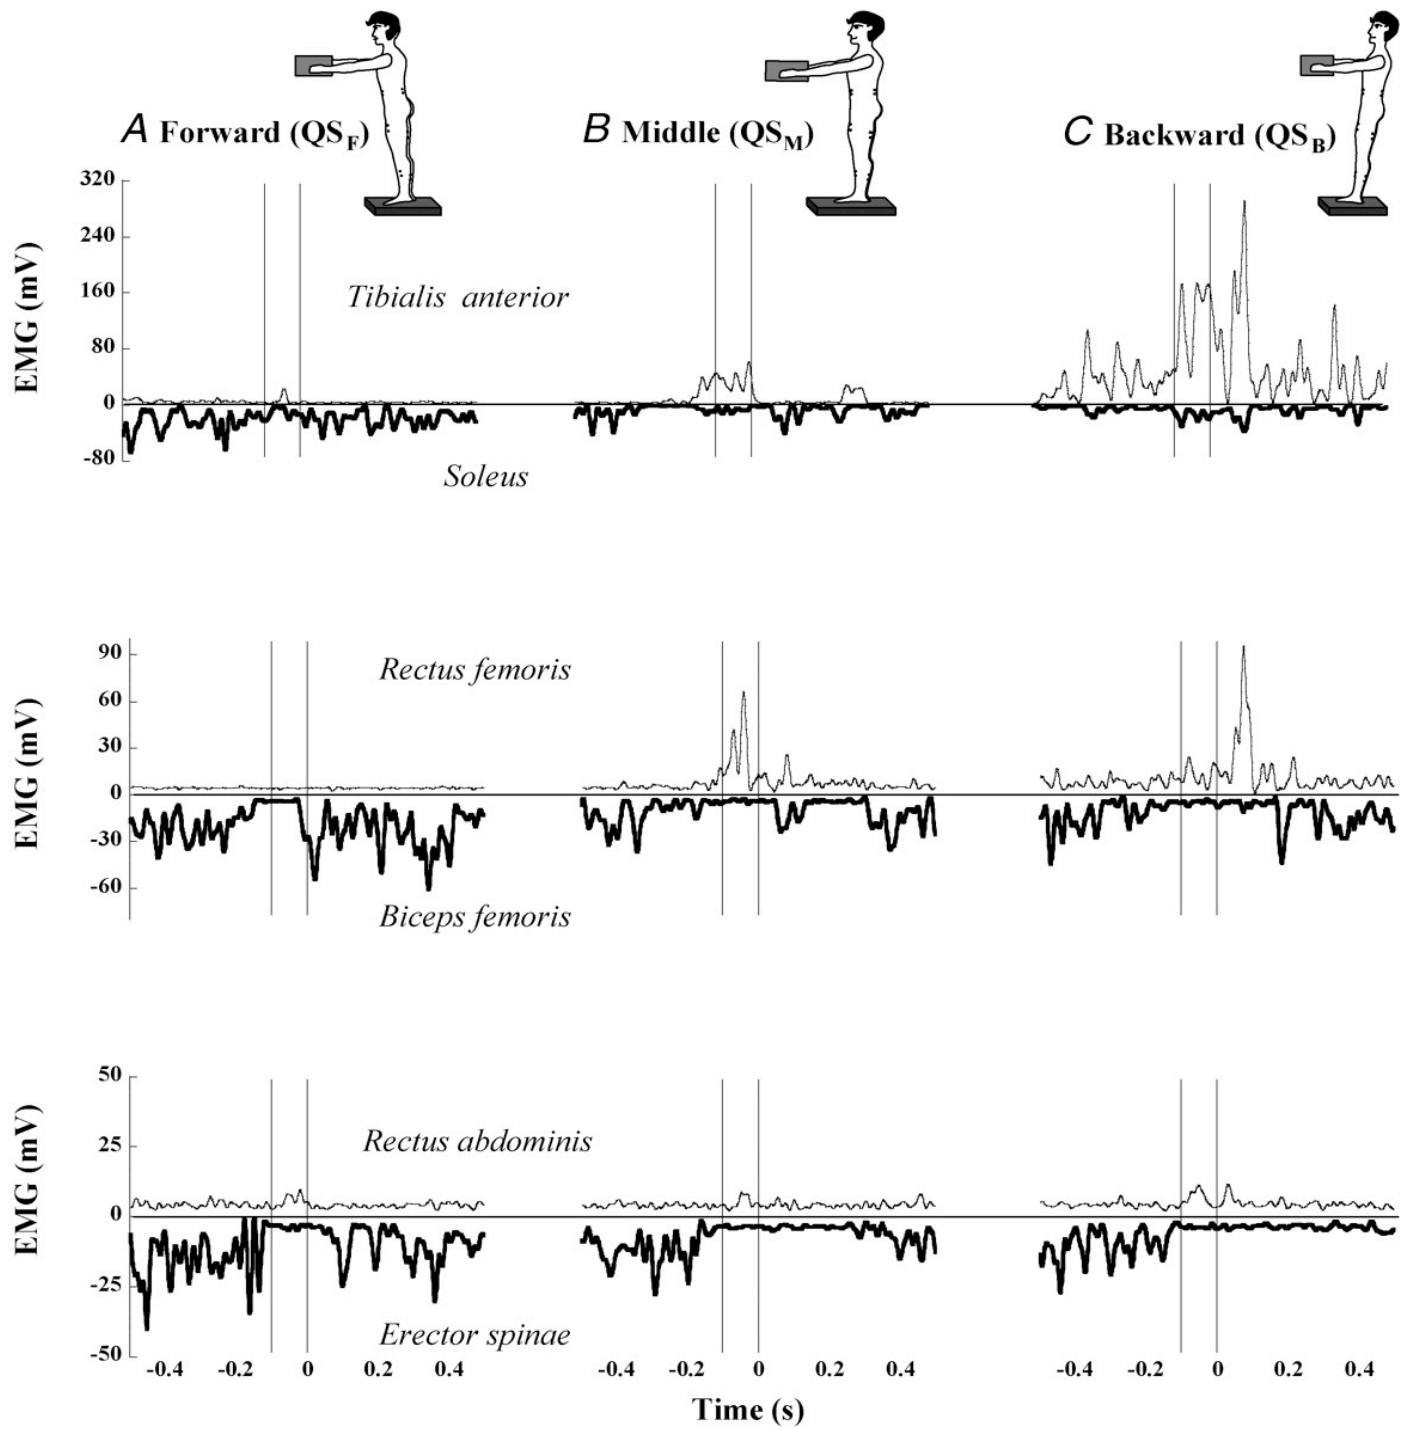 A Forward (QSF)
B Middle (QSM)
C Backward (QSB)
EMG (mV)
320
240
160
80
0
-80
Tibialis anterior
Soleus
EMG (mV)
90
60
30
0
-30
-60
Rectus femoris
Biceps femoris
EMG (mV)
50
25
0
-25
-50
Rectus abdominis
Erector spinae
-0.4 -0.2 0 0.2 0.4 -0.4 -0.2 0 0.2 0.4 -0.4 -0.2 0 0.2 0.4
Time (s)